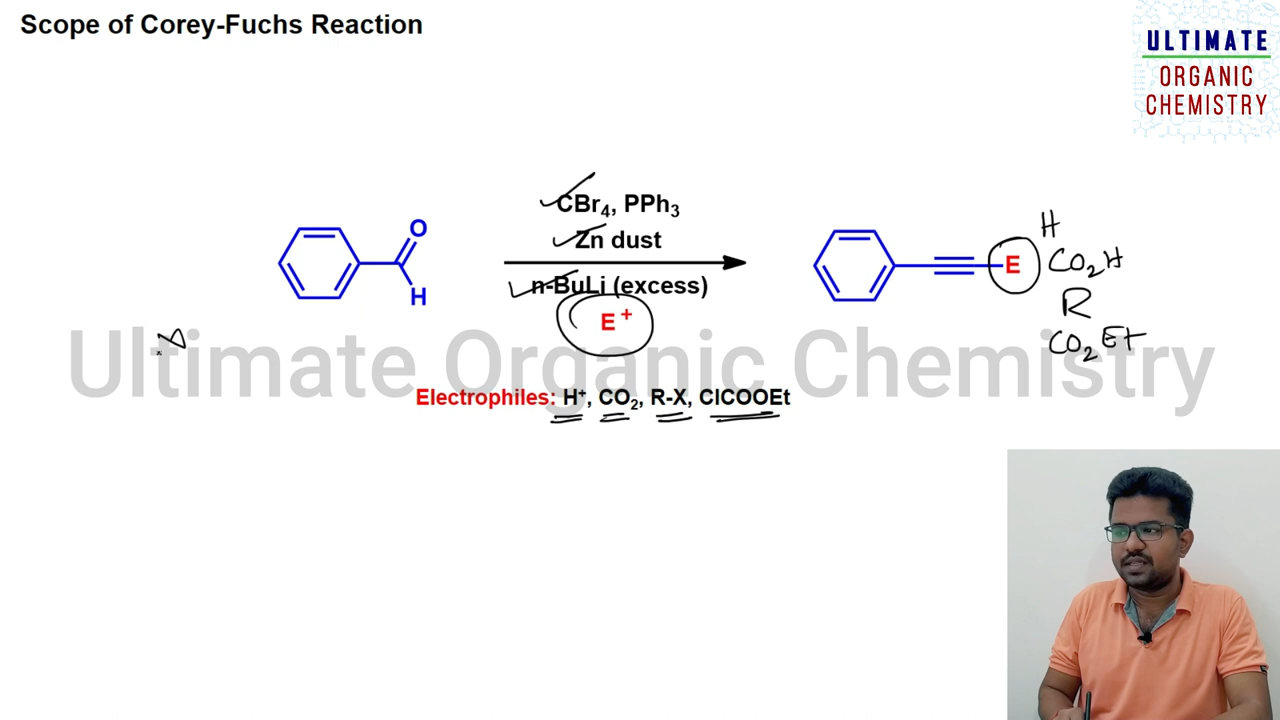 Scope of Corey-Fuchs Reaction
ULTIMATE
ORGANIC
CHEMISTRY
CBr4, PPh3
Zn dust
n-BuLi (excess)
E+
O
H
E
H
CO2H
R
CO2Et
Ultimate Organic Chemistry
Electrophiles: H+, CO2, R-X, ClCOOEt